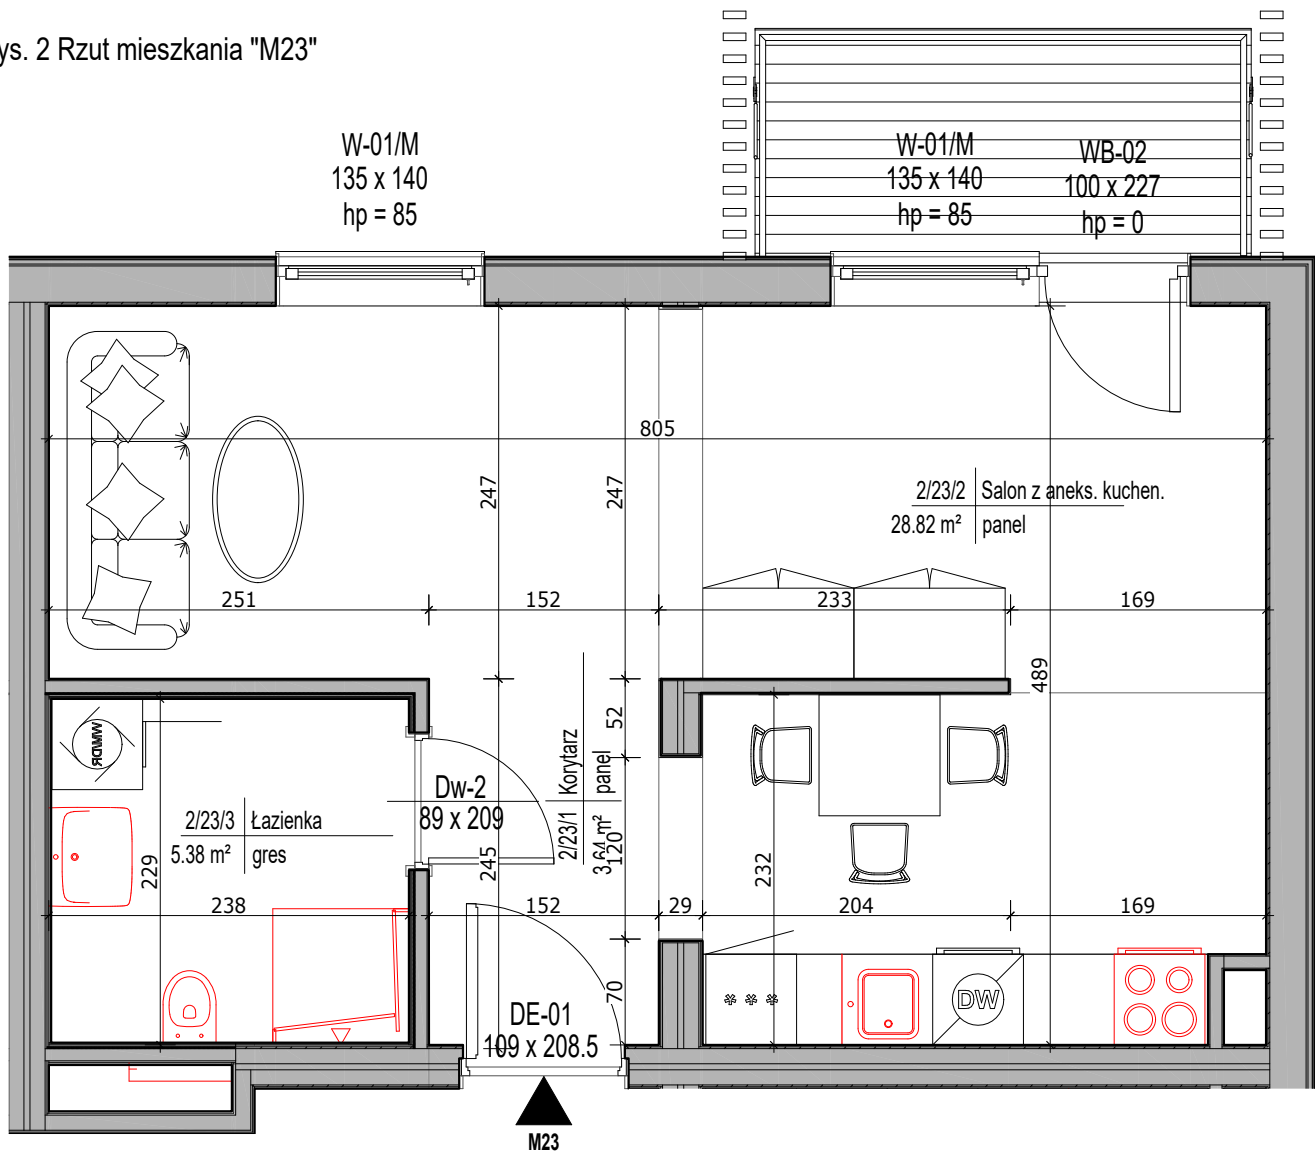 ys. 2 Rzut mieszkania "M23"
W-01/M
135 x 140
hp = 85
W-01/M
135 x 140
hp = 85
WB-02
100 x 227
hp = 0
805
247
247
2/23/2 Salon z aneks. kuchen.
28.82 m² panel
251
152
233
169
489
52
2/23/1 Korytarz
3.64 m² panel
Dw-2
89 x 209
2/23/3 Łazienka
5.38 m² gres
229
245
120
232
238
152
29
204
169
70
DE-01
109 x 208.5
DW
M23